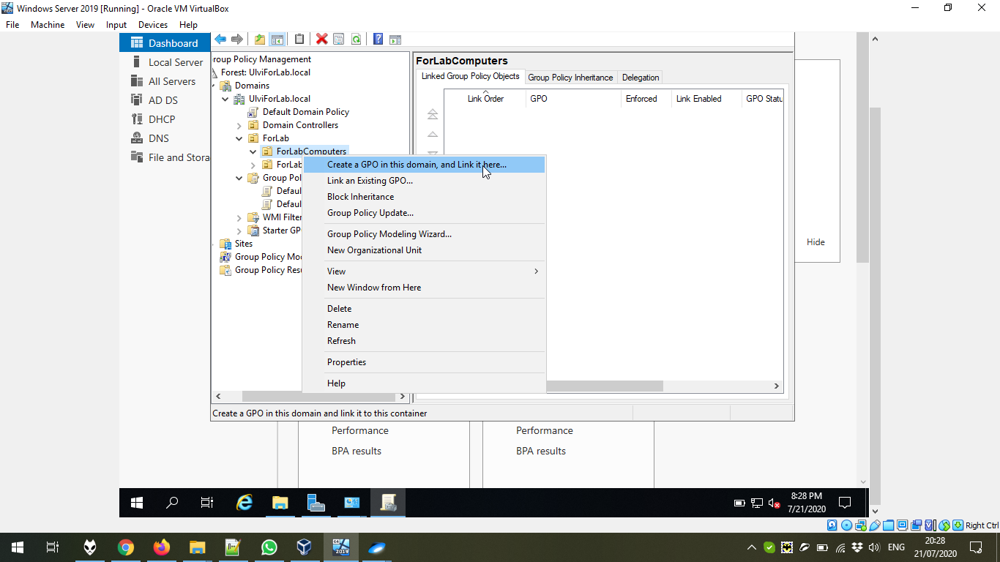 Windows Server 2019 [Running] - Oracle VM VirtualBox
File Machine View Input Devices Help
Dashboard
Local Server
All Servers
AD DS
DHCP
DNS
File and Stora
roup Policy Management
Forest: UlviForLab.local
Domains
UlviForLab.local
Default Domain Policy
Domain Controllers
ForLab
ForLabComputers
ForLab
Group Pol
Defaul
Defaul
WMI Filter
Starter GP
Sites
Group Policy Mo
Group Policy Resu
ForLabComputers
Linked Group Policy Objects Group Policy Inheritance Delegation
Link Order GPO Enforced Link Enabled GPO Statu
Create a GPO in this domain, and Link it here...
Link an Existing GPO...
Block Inheritance
Group Policy Update...
Group Policy Modeling Wizard...
New Organizational Unit
View
New Window from Here
Delete
Rename
Refresh
Properties
Help
Hide
Create a GPO in this domain and link it to this container
Performance Performance
BPA results BPA results
8:28 PM
7/21/2020
Right Ctrl
2019
ENG
20:28
21/07/2020